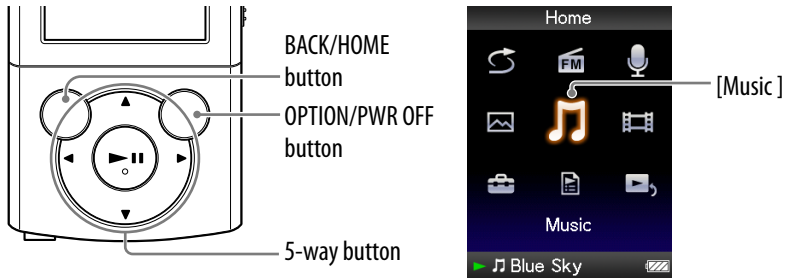 BACK/HOME
button
OPTION/PWR OFF
button
5-way button
Home
FM
[Music ]
Music
Blue Sky